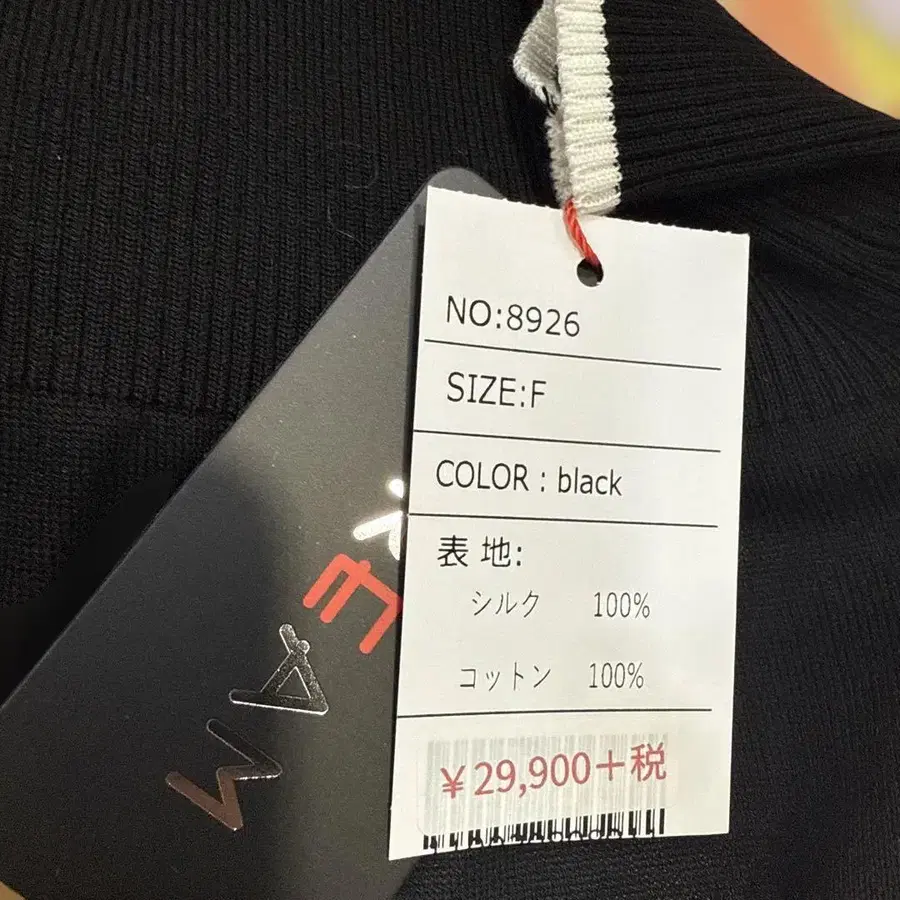 NO:8926
SIZE:F
COLOR : black
表地:
シルク 100%
コットン 100%
¥29,900+税